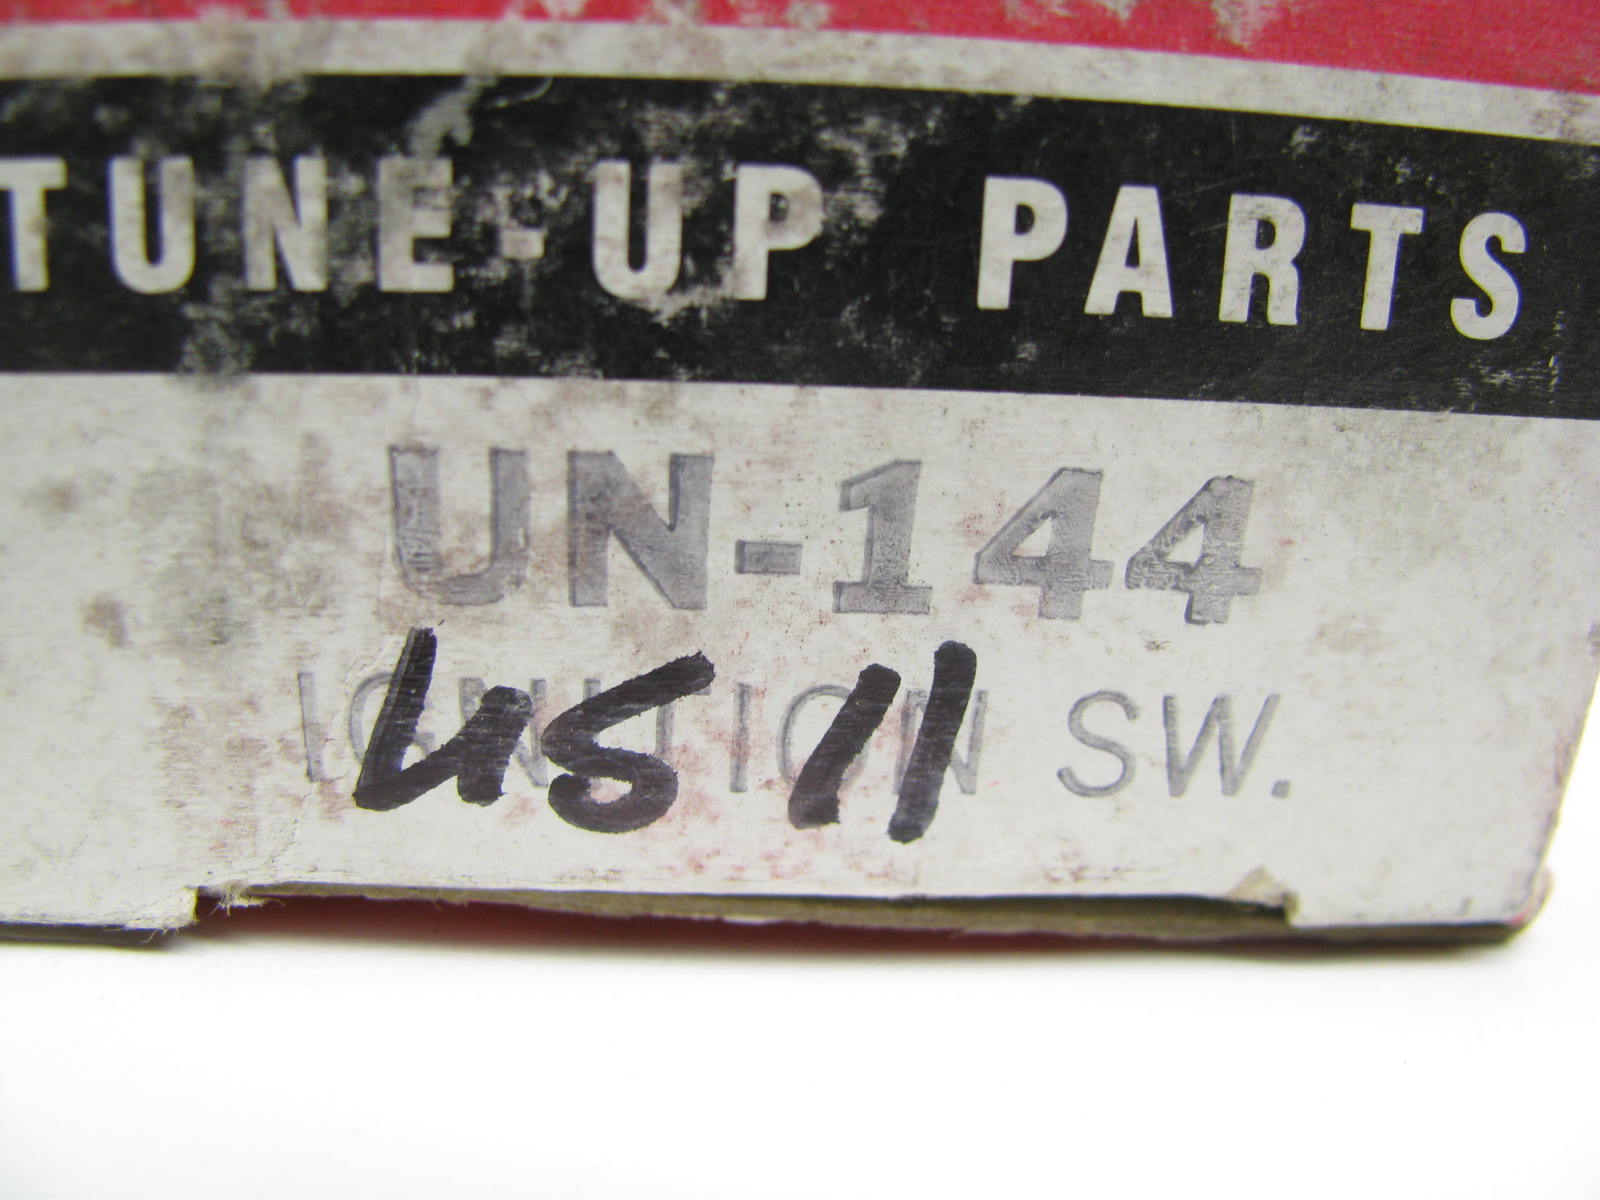 TUNE-UP PARTS
UN-144
IGNITION SW.
US 11